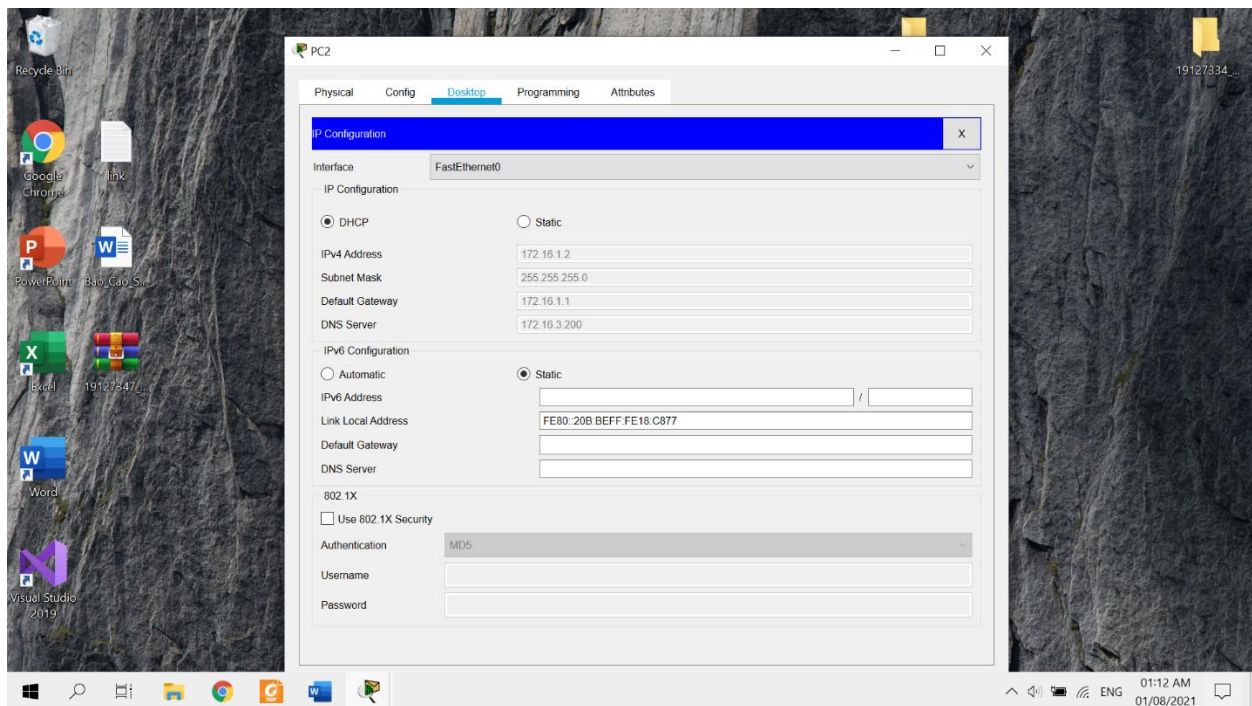 Recycle Bin
19127334_...
Google Chrome
link
PowerPoint
Bao_Cao_S...
Excel
19127347_...
Word
Visual Studio 2019
PC2
Physical Config Desktop Programming Attributes
IP Configuration X
Interface FastEthernet0
IP Configuration
DHCP Static
IPv4 Address 172.16.1.2
Subnet Mask 255.255.255.0
Default Gateway 172.16.1.1
DNS Server 172.16.3.200
IPv6 Configuration
Automatic Static
IPv6 Address /
Link Local Address FE80::20B:BEFF:FE18:C877
Default Gateway
DNS Server
802.1X
Use 802.1X Security
Authentication MD5
Username
Password
ENG
01:12 AM
01/08/2021